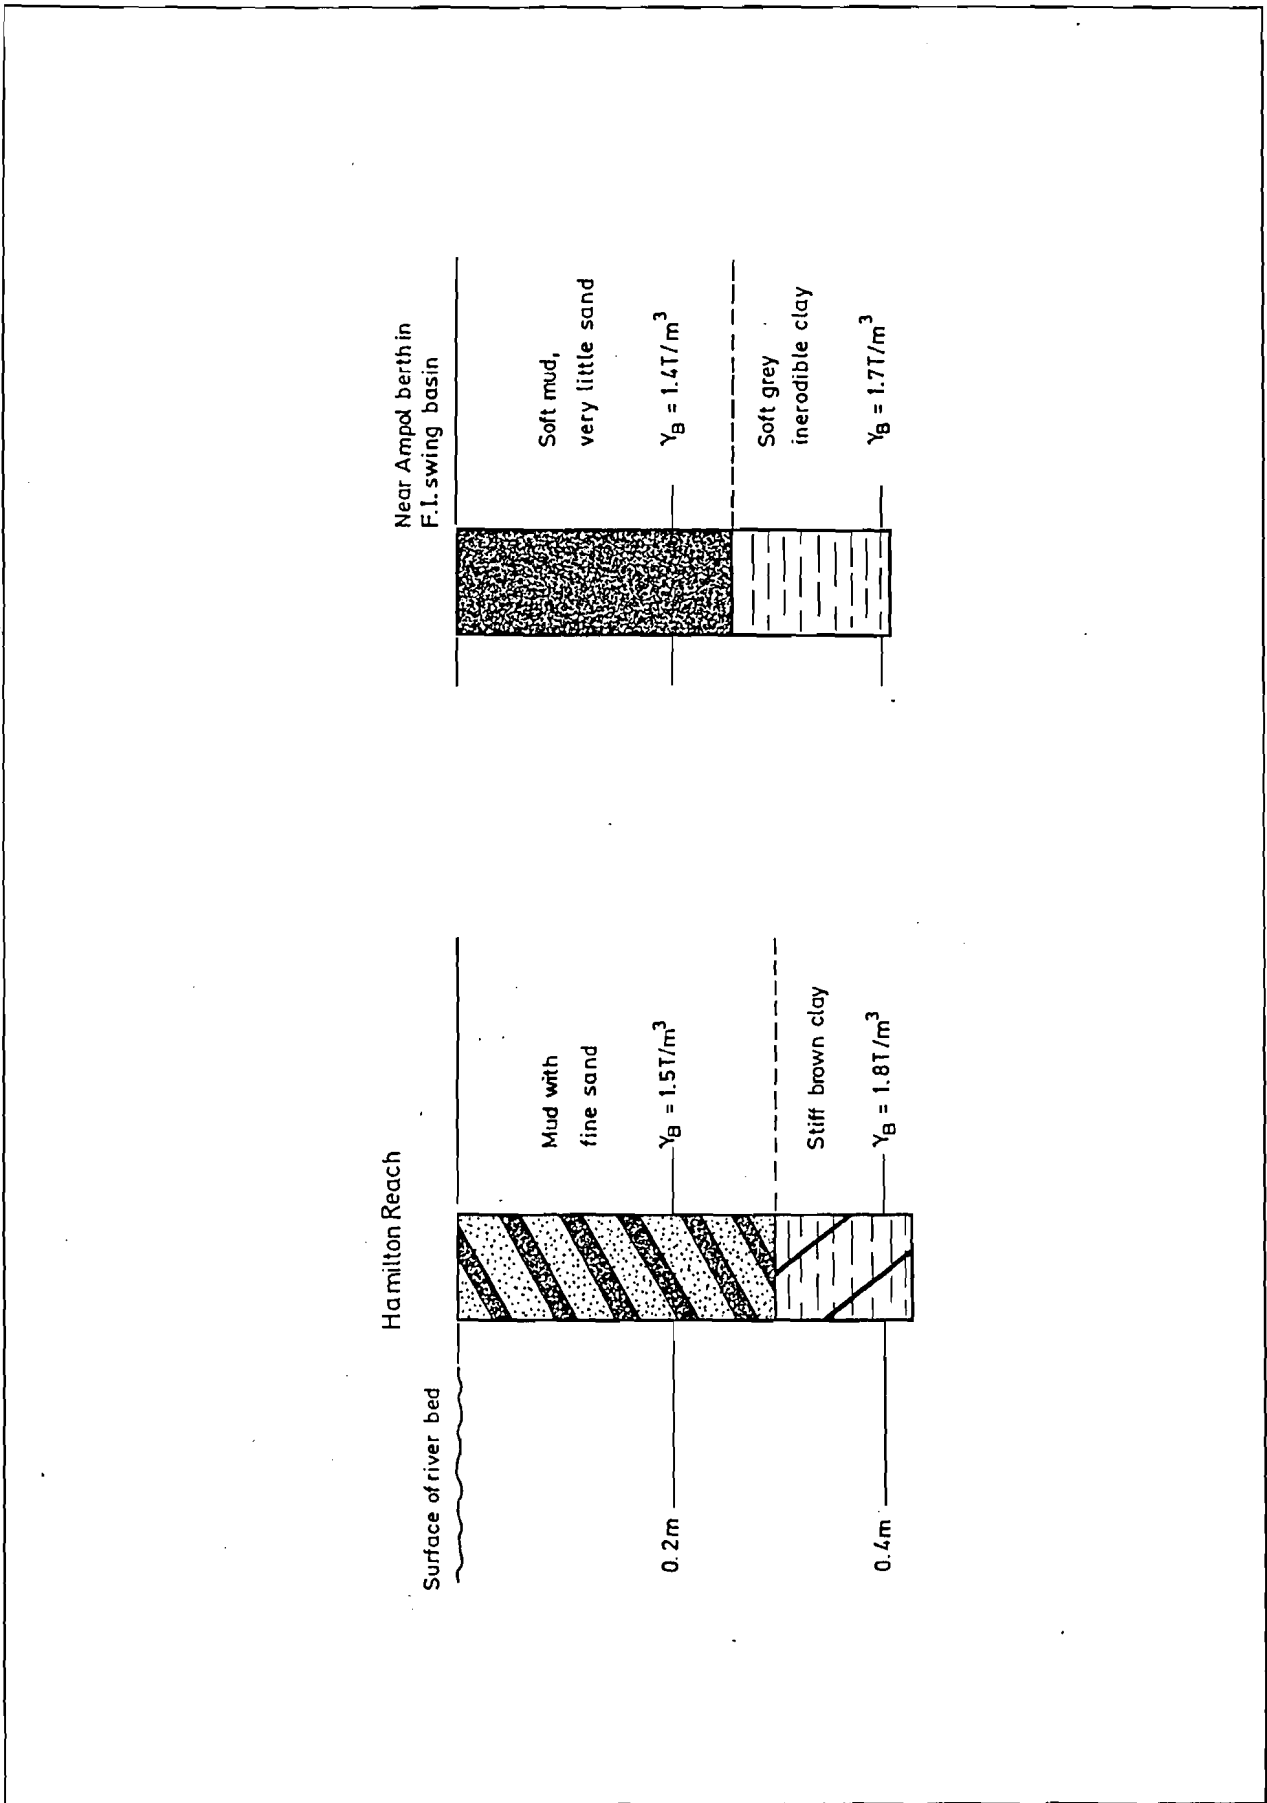 Hamilton Reach
Surface of river bed
Mud with
fine sand
γB = 1.5T/m³
Stiff brown clay
γB = 1.8T/m³
0.2m
0.4m
Near Ampol berth in
F.I. swing basin
Soft mud,
very little sand
γB = 1.4T/m³
Soft grey
inerodible clay
γB = 1.7T/m³